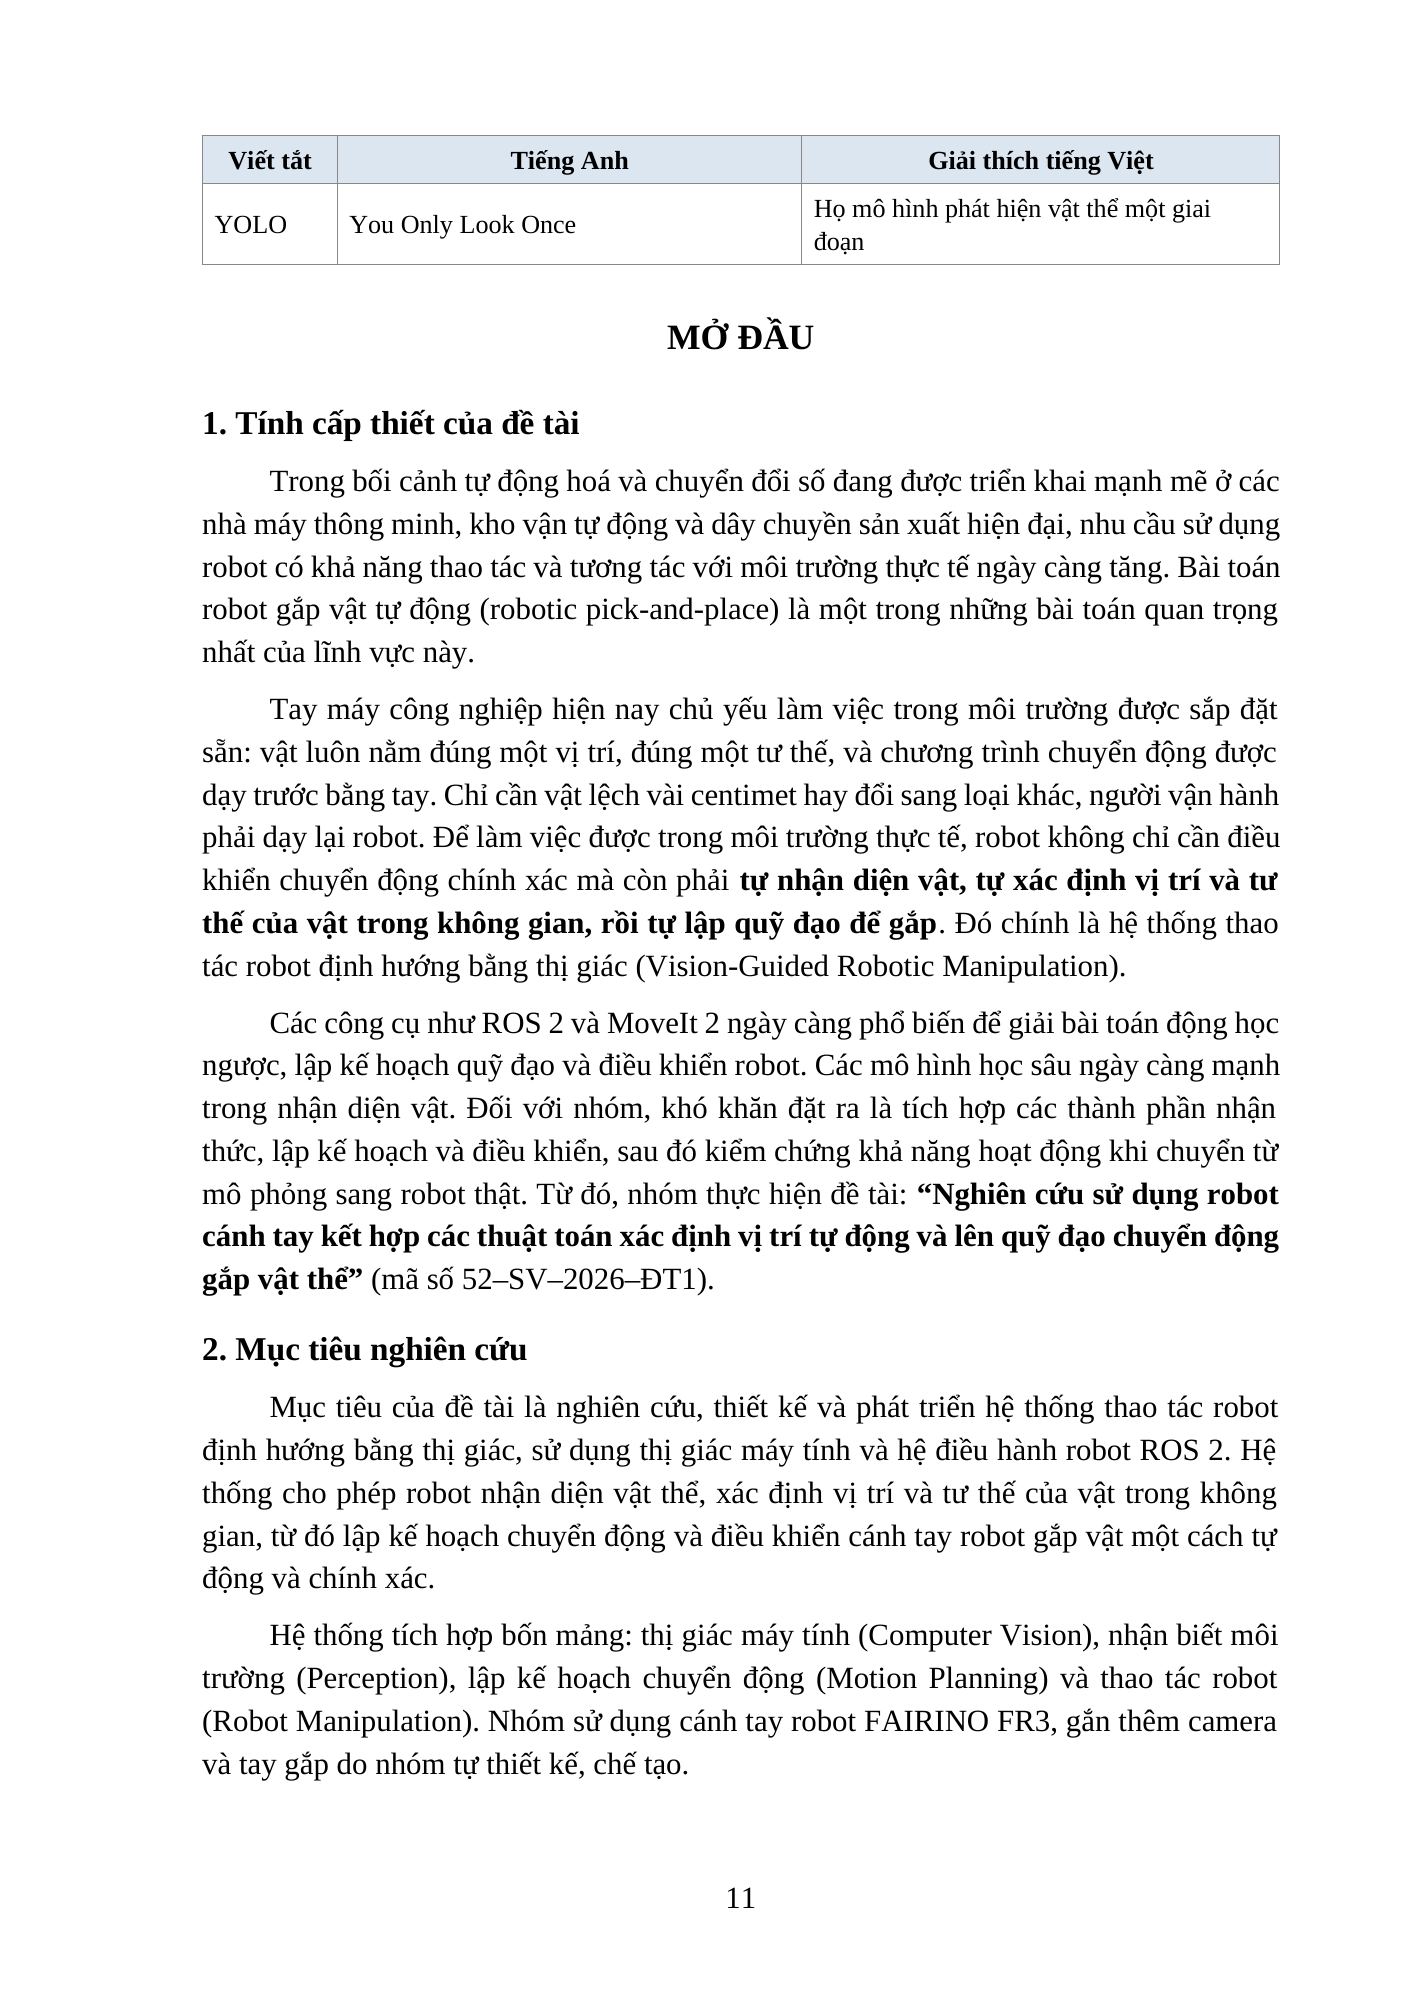 Viết tắt Tiếng Anh Giải thích tiếng Việt
YOLO You Only Look Once Họ mô hình phát hiện vật thể một giai
đoạn
MỞ ĐẦU
1. Tính cấp thiết của đề tài
Trong bối cảnh tự động hoá và chuyển đổi số đang được triển khai mạnh mẽ ở các
nhà máy thông minh, kho vận tự động và dây chuyền sản xuất hiện đại, nhu cầu sử dụng
robot có khả năng thao tác và tương tác với môi trường thực tế ngày càng tăng. Bài toán
robot gắp vật tự động (robotic pick-and-place) là một trong những bài toán quan trọng
nhất của lĩnh vực này.
Tay máy công nghiệp hiện nay chủ yếu làm việc trong môi trường được sắp đặt
sẵn: vật luôn nằm đúng một vị trí, đúng một tư thế, và chương trình chuyển động được
dạy trước bằng tay. Chỉ cần vật lệch vài centimet hay đổi sang loại khác, người vận hành
phải dạy lại robot. Để làm việc được trong môi trường thực tế, robot không chỉ cần điều
khiển chuyển động chính xác mà còn phải tự nhận diện vật, tự xác định vị trí và tư
thế của vật trong không gian, rồi tự lập quỹ đạo để gắp. Đó chính là hệ thống thao
tác robot định hướng bằng thị giác (Vision-Guided Robotic Manipulation).
Các công cụ như ROS 2 và MoveIt 2 ngày càng phổ biến để giải bài toán động học
ngược, lập kế hoạch quỹ đạo và điều khiển robot. Các mô hình học sâu ngày càng mạnh
trong nhận diện vật. Đối với nhóm, khó khăn đặt ra là tích hợp các thành phần nhận
thức, lập kế hoạch và điều khiển, sau đó kiểm chứng khả năng hoạt động khi chuyển từ
mô phỏng sang robot thật. Từ đó, nhóm thực hiện đề tài: “Nghiên cứu sử dụng robot
cánh tay kết hợp các thuật toán xác định vị trí tự động và lên quỹ đạo chuyển động
gắp vật thể” (mã số 52–SV–2026–ĐT1).
2. Mục tiêu nghiên cứu
Mục tiêu của đề tài là nghiên cứu, thiết kế và phát triển hệ thống thao tác robot
định hướng bằng thị giác, sử dụng thị giác máy tính và hệ điều hành robot ROS 2. Hệ
thống cho phép robot nhận diện vật thể, xác định vị trí và tư thế của vật trong không
gian, từ đó lập kế hoạch chuyển động và điều khiển cánh tay robot gắp vật một cách tự
động và chính xác.
Hệ thống tích hợp bốn mảng: thị giác máy tính (Computer Vision), nhận biết môi
trường (Perception), lập kế hoạch chuyển động (Motion Planning) và thao tác robot
(Robot Manipulation). Nhóm sử dụng cánh tay robot FAIRINO FR3, gắn thêm camera
và tay gắp do nhóm tự thiết kế, chế tạo.
11